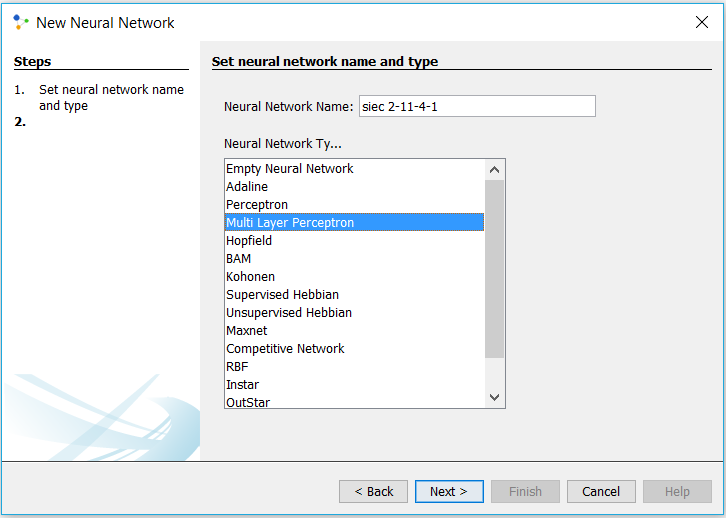 New Neural Network
Steps
1. Set neural network name
and type
2.
Set neural network name and type
Neural Network Name: siec 2-11-4-1
Neural Network Ty...
Empty Neural Network
Adaline
Perceptron
Multi Layer Perceptron
Hopfield
BAM
Kohonen
Supervised Hebbian
Unsupervised Hebbian
Maxnet
Competitive Network
RBF
Instar
OutStar
< Back Next > Finish Cancel Help